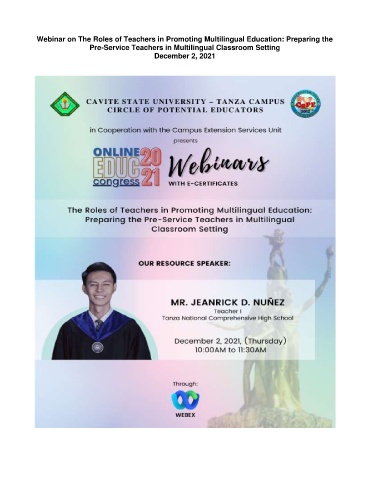 Webinar on The Roles of Teachers in Promoting Multilingual Education: Preparing the
Pre-Service Teachers in Multilingual Classroom Setting
December 2, 2021
CAVITE STATE UNIVERSITY – TANZA CAMPUS
CIRCLE OF POTENTIAL EDUCATORS
in Cooperation with the Campus Extension Services Unit
presents
ONLINE
EDUC
congress
20
21
Webinars
WITH E-CERTIFICATES
The Roles of Teachers in Promoting Multilingual Education:
Preparing the Pre-Service Teachers in Multilingual
Classroom Setting
OUR RESOURCE SPEAKER:
MR. JEANRICK D. NUÑEZ
Teacher I
Tanza National Comprehensive High School
December 2, 2021, (Thursday)
10:00AM to 11:30AM
Through:
WEBEX